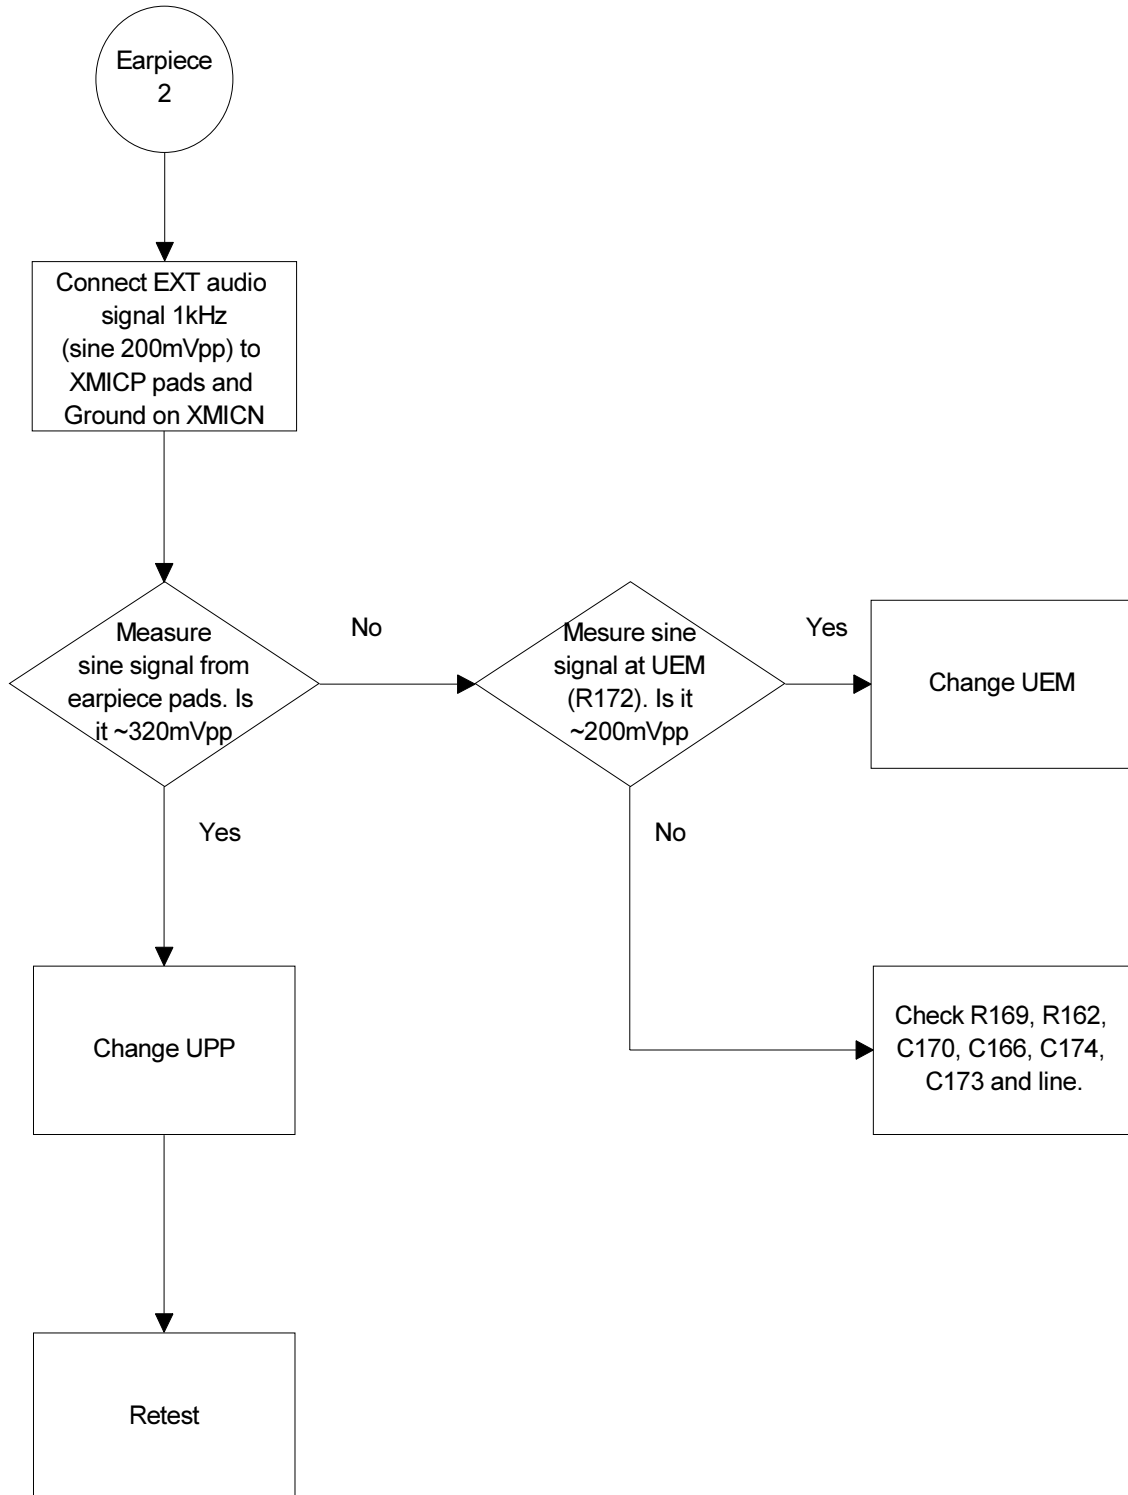 Earpiece
2
Connect EXT audio
signal 1kHz
(sine 200mVpp) to
XMICP pads and
Ground on XMICN
Measure
sine signal from
earpiece pads. Is
it ~320mVpp
No
Mesure sine
signal at UEM
(R172). Is it
~200mVpp
Yes
Change UEM
Yes
No
Change UPP
Check R169, R162,
C170, C166, C174,
C173 and line.
Retest